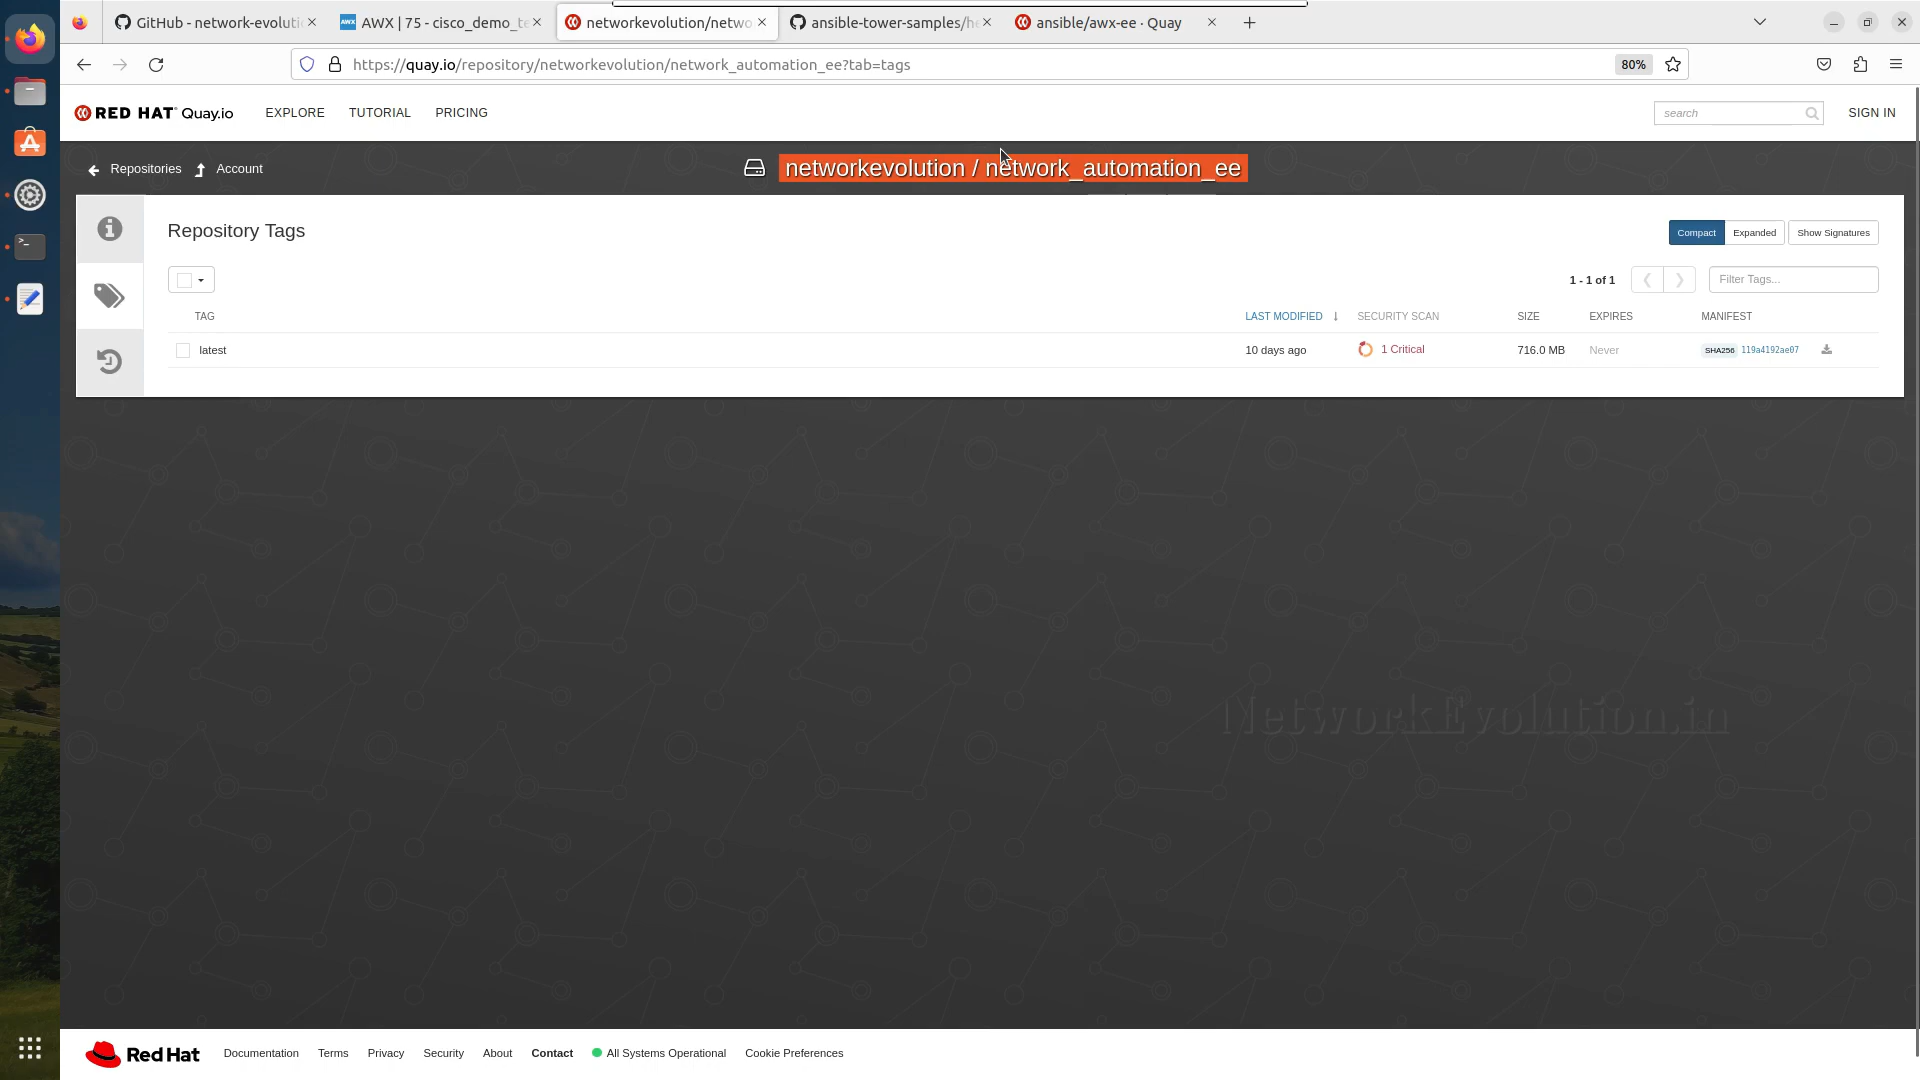 GitHub - network-evolutio
AWX | 75 - cisco_demo_te
networkevolution/netwo
ansible-tower-samples/he
ansible/awx-ee · Quay
https://quay.io/repository/networkevolution/network_automation_ee?tab=tags
80%
RED HAT Quay.io
EXPLORE
TUTORIAL
PRICING
search
SIGN IN
Repositories
Account
networkevolution / network_automation_ee
Repository Tags
Compact
Expanded
Show Signatures
1 - 1 of 1
Filter Tags...
TAG
LAST MODIFIED
SECURITY SCAN
SIZE
EXPIRES
MANIFEST
latest
10 days ago
1 Critical
716.0 MB
Never
SHA256 119a4192ae07
NetworkEvolution.in
Red Hat
Documentation
Terms
Privacy
Security
About
Contact
All Systems Operational
Cookie Preferences